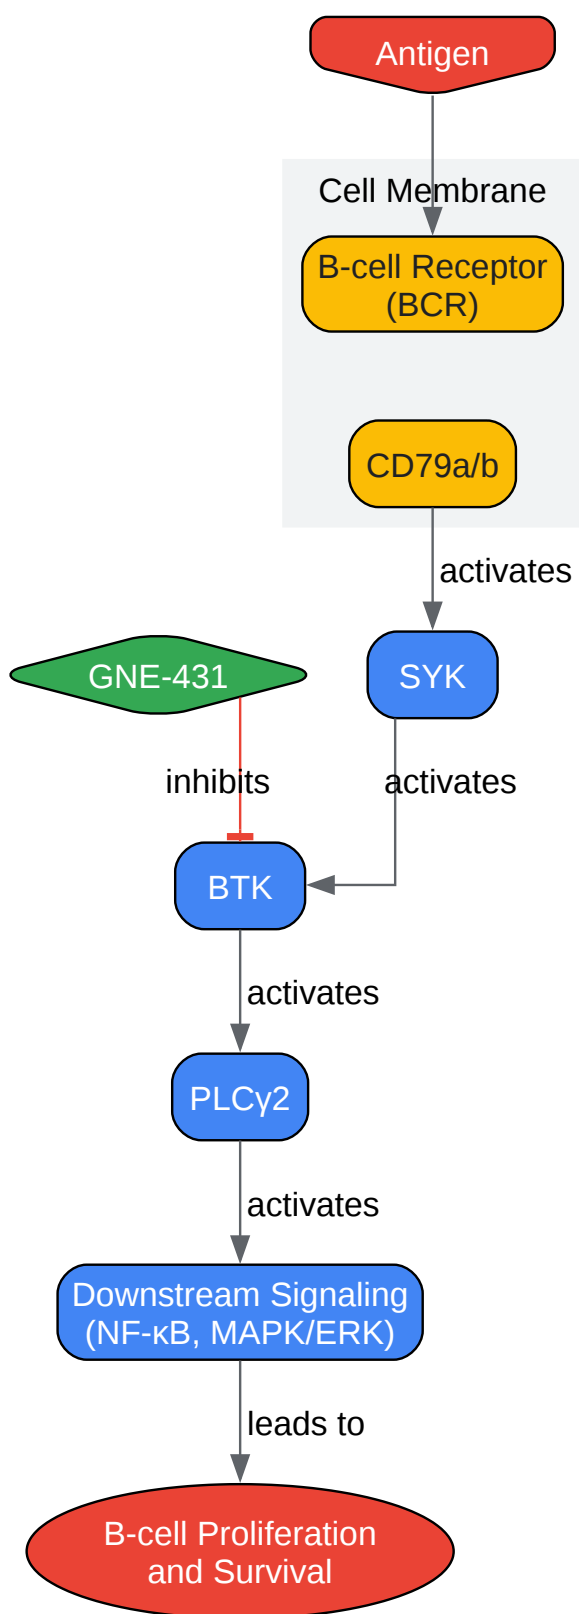 Antigen
Cell Membrane
B-cell Receptor
(BCR)
CD79a/b
activates
GNE-431
SYK
inhibits
activates
BTK
activates
PLCγ2
activates
Downstream Signaling
(NF-κB, MAPK/ERK)
leads to
B-cell Proliferation
and Survival